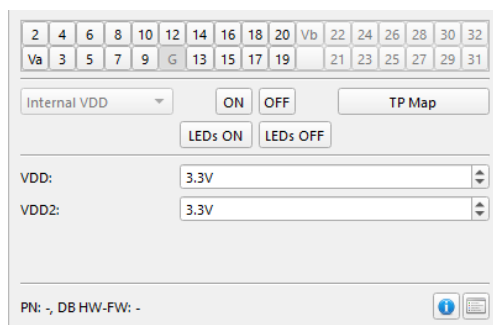 2 4 6 8 10 12 14 16 18 20 Vb 22 24 26 28 30 32
Va 3 5 7 9 G 13 15 17 19 21 23 25 27 29 31
Internal VDD ON OFF TP Map
LEDs ON LEDs OFF
VDD: 3.3V
VDD2: 3.3V
PN: -, DB HW-FW: -